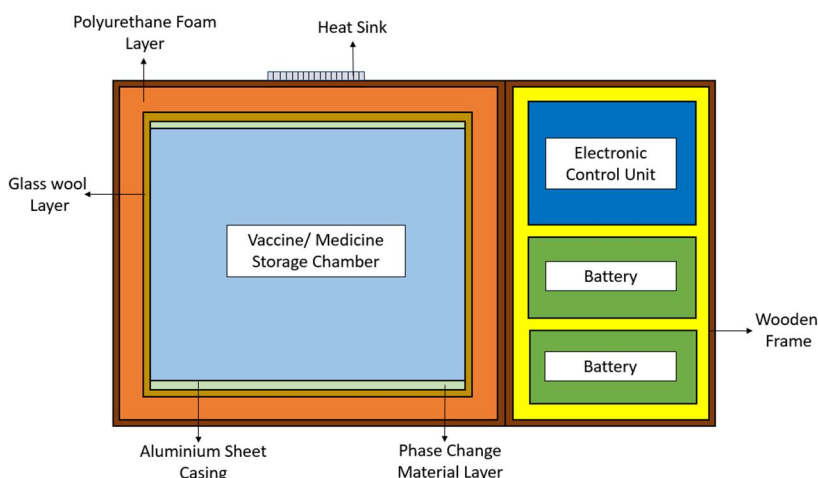 Polyurethane Foam
Layer
Heat Sink
Electronic
Control Unit
Glass wool
Layer
Vaccine/ Medicine
Storage Chamber
Battery
Wooden
Frame
Battery
Aluminium Sheet
Casing
Phase Change
Material Layer